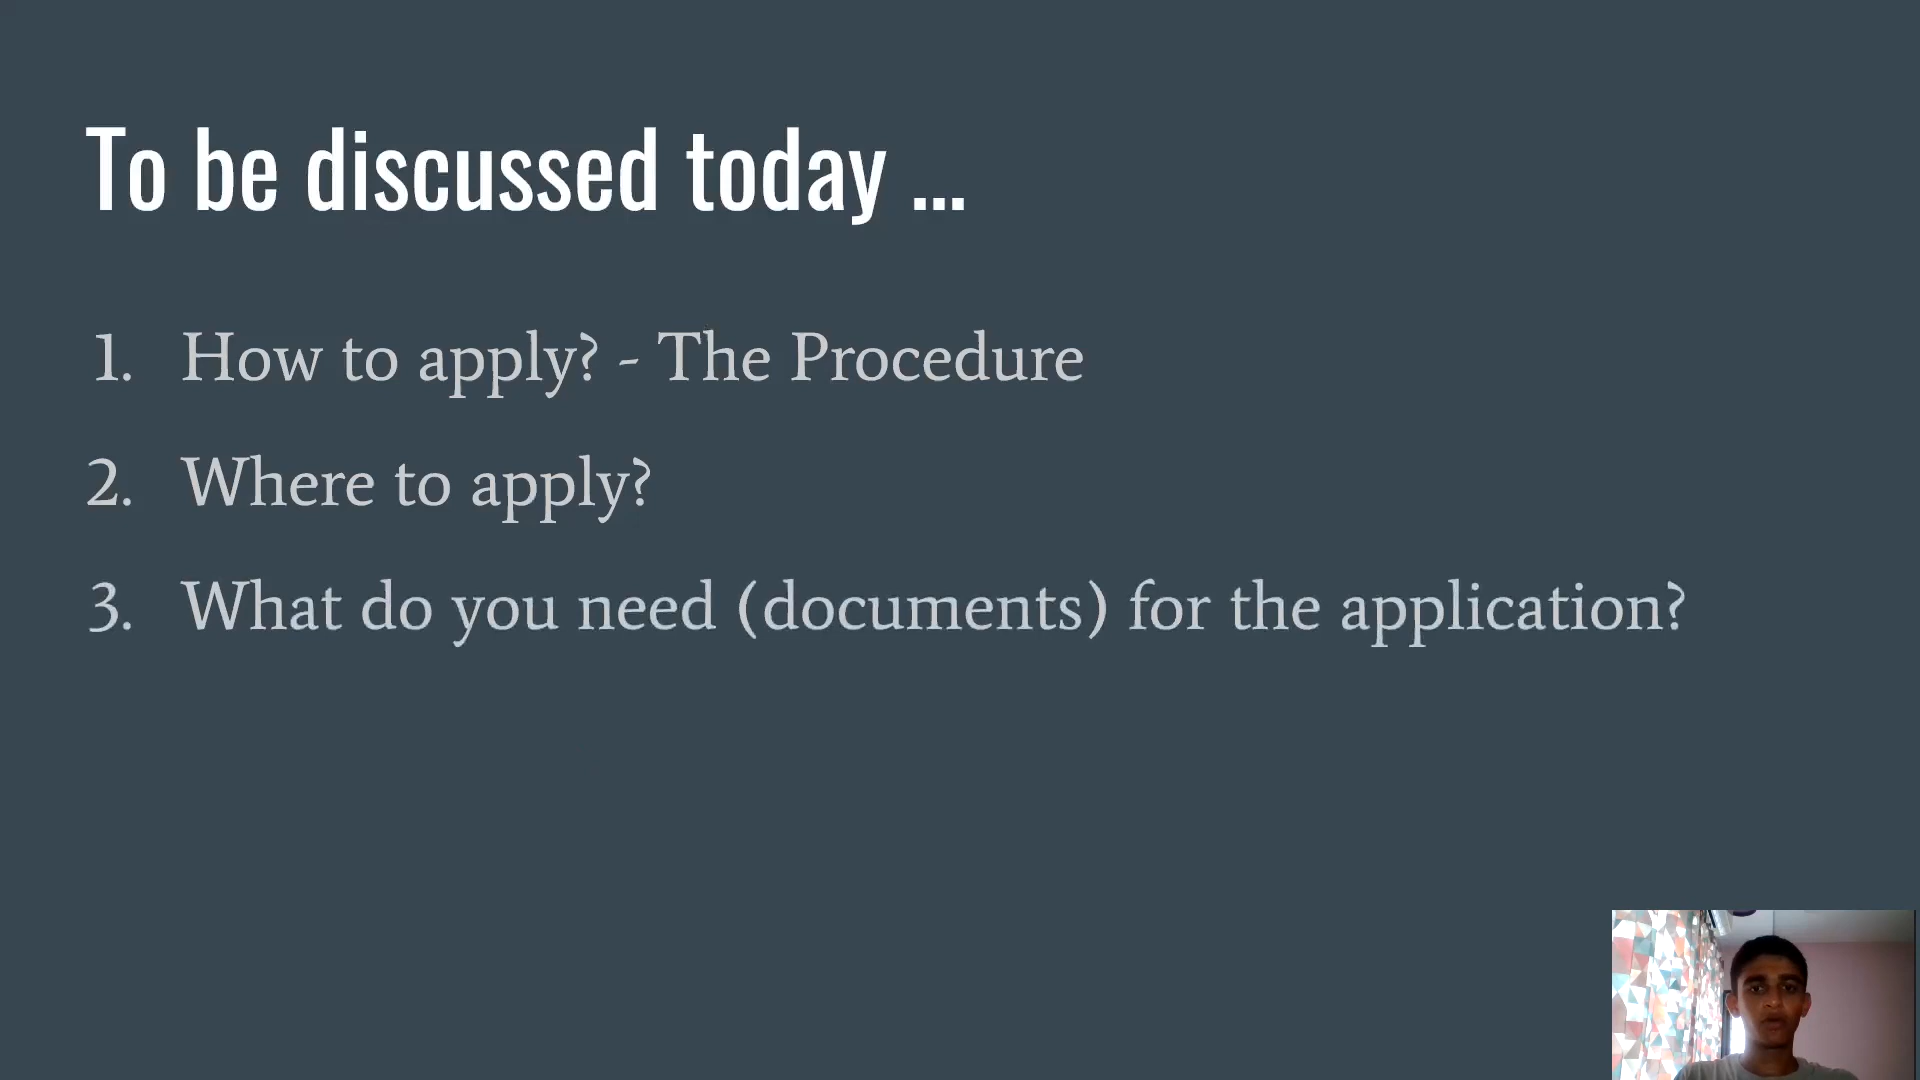 To be discussed today ...
1. How to apply? - The Procedure
2. Where to apply?
3. What do you need (documents) for the application?